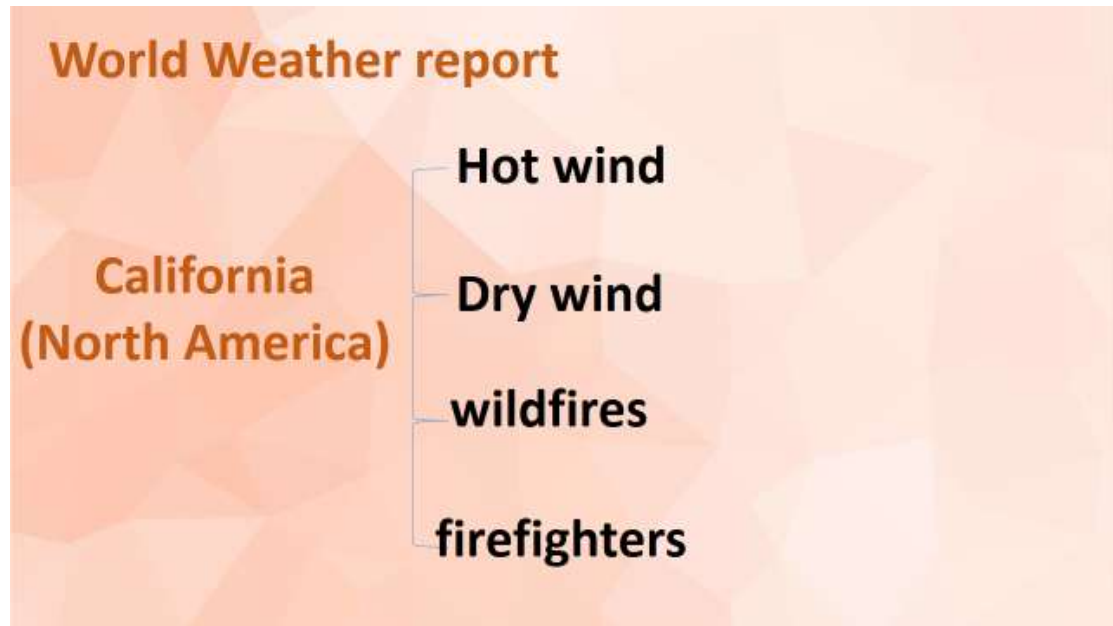 World Weather report
Hot wind
California
(North America)
Dry wind
wildfires
firefighters